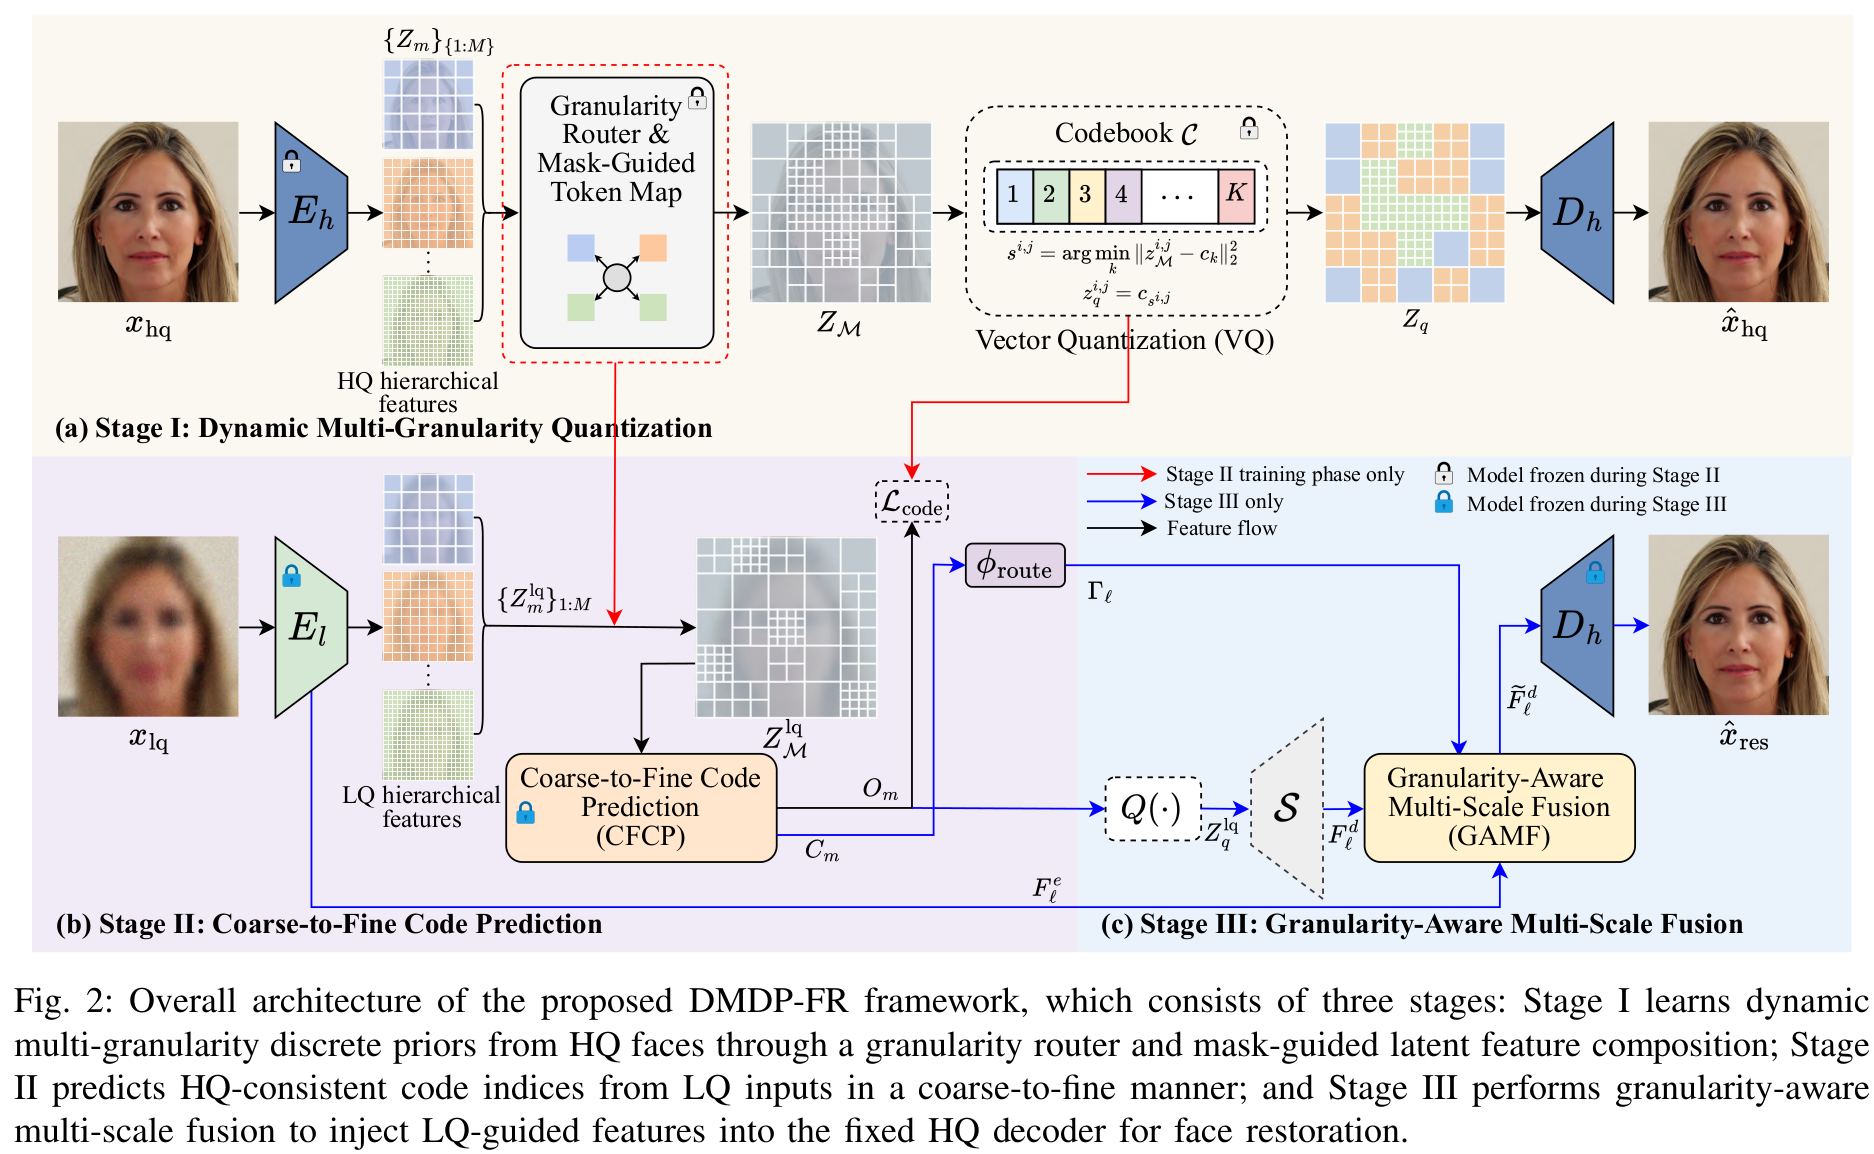 {Z_m}_{1:M}
Granularity
Router &
Mask-Guided
Token Map
Codebook 𝒞
1 2 3 4 ... K
s^{i,j} = arg min_k ‖z_ℳ^{i,j} − c_k‖_2^2
z_q^{i,j} = c_{s^{i,j}}
E_h
D_h
x_hq
Z_ℳ
Vector Quantization (VQ)
Z_q
x̂_hq
HQ hierarchical
features
(a) Stage I: Dynamic Multi-Granularity Quantization
Stage II training phase only
Stage III only
Feature flow
Model frozen during Stage II
Model frozen during Stage III
ℒ_code
ϕ_route
Γ_ℓ
{Z_m^lq}_{1:M}
E_l
D_h
x_lq
Z_ℳ^lq
F̃_ℓ^d
x̂_res
LQ hierarchical
features
Coarse-to-Fine Code
Prediction
(CFCP)
O_m
C_m
Q(·)
Z_q^lq
𝒮
F_ℓ^d
Granularity-Aware
Multi-Scale Fusion
(GAMF)
F_ℓ^e
(b) Stage II: Coarse-to-Fine Code Prediction
(c) Stage III: Granularity-Aware Multi-Scale Fusion
Fig. 2: Overall architecture of the proposed DMDP-FR framework, which consists of three stages: Stage I learns dynamic
multi-granularity discrete priors from HQ faces through a granularity router and mask-guided latent feature composition; Stage
II predicts HQ-consistent code indices from LQ inputs in a coarse-to-fine manner; and Stage III performs granularity-aware
multi-scale fusion to inject LQ-guided features into the fixed HQ decoder for face restoration.